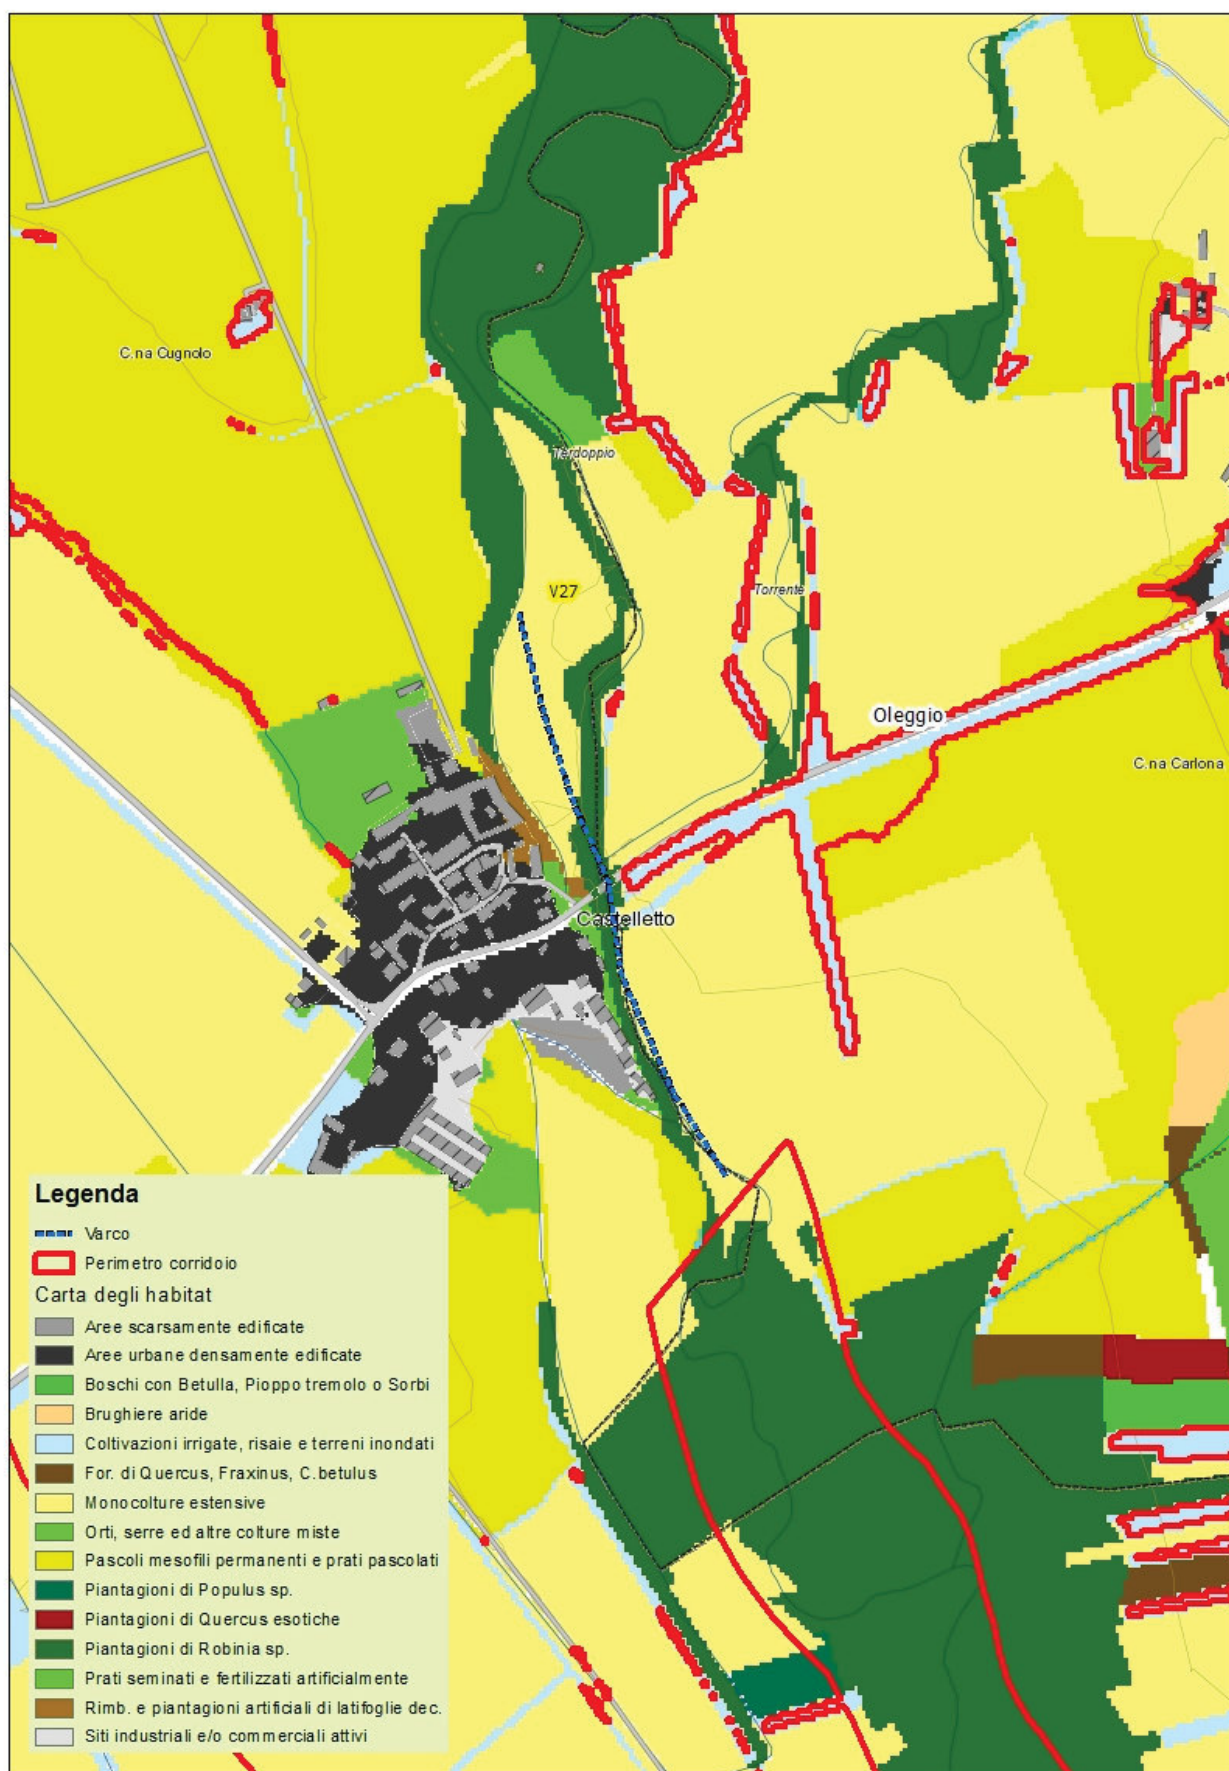 C.na Cugnolo
Terdoppio
V27
Torrente
Oleggio
C.na Carlona
Castelletto
Legenda
Varco
Perimetro corridoio
Carta degli habitat
Aree scarsamente edificate
Aree urbane densamente edificate
Boschi con Betulla, Pioppo tremolo o Sorbi
Brughiere aride
Coltivazioni irrigate, risaie e terreni inondati
For. di Quercus, Fraxinus, C.betulus
Monocolture estensive
Orti, serre ed altre colture miste
Pascoli mesofili permanenti e prati pascolati
Piantagioni di Populus sp.
Piantagioni di Quercus esotiche
Piantagioni di Robinia sp.
Prati seminati e fertilizzati artificialmente
Rimb. e piantagioni artificiali di latifoglie dec.
Siti industriali e/o commerciali attivi